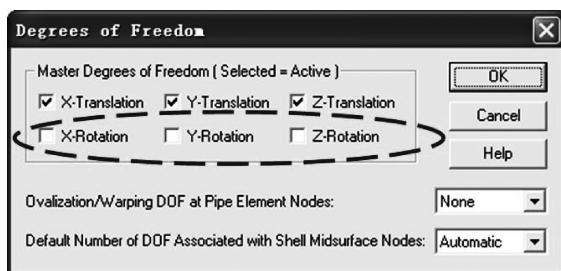 Degrees of Freedom
Master Degrees of Freedom ( Selected = Active )
X-Translation Y-Translation Z-Translation
X-Rotation Y-Rotation Z-Rotation
OK
Cancel
Help
Ovalization/Warping DOF at Pipe Element Nodes: None
Default Number of DOF Associated with Shell Midsurface Nodes: Automatic